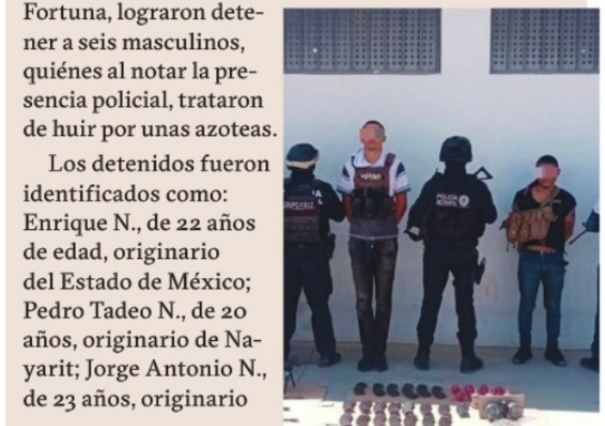 Fortuna, lograron dete-
ner a seis masculinos,
quiénes al notar la pre-
sencia policial, trataron
de huir por unas azoteas.
Los detenidos fueron
identificados como:
Enrique N., de 22 años
de edad, originario
del Estado de México;
Pedro Tadeo N., de 20
años, originario de Na-
yarit; Jorge Antonio N.,
de 23 años, originario
POLICÍA